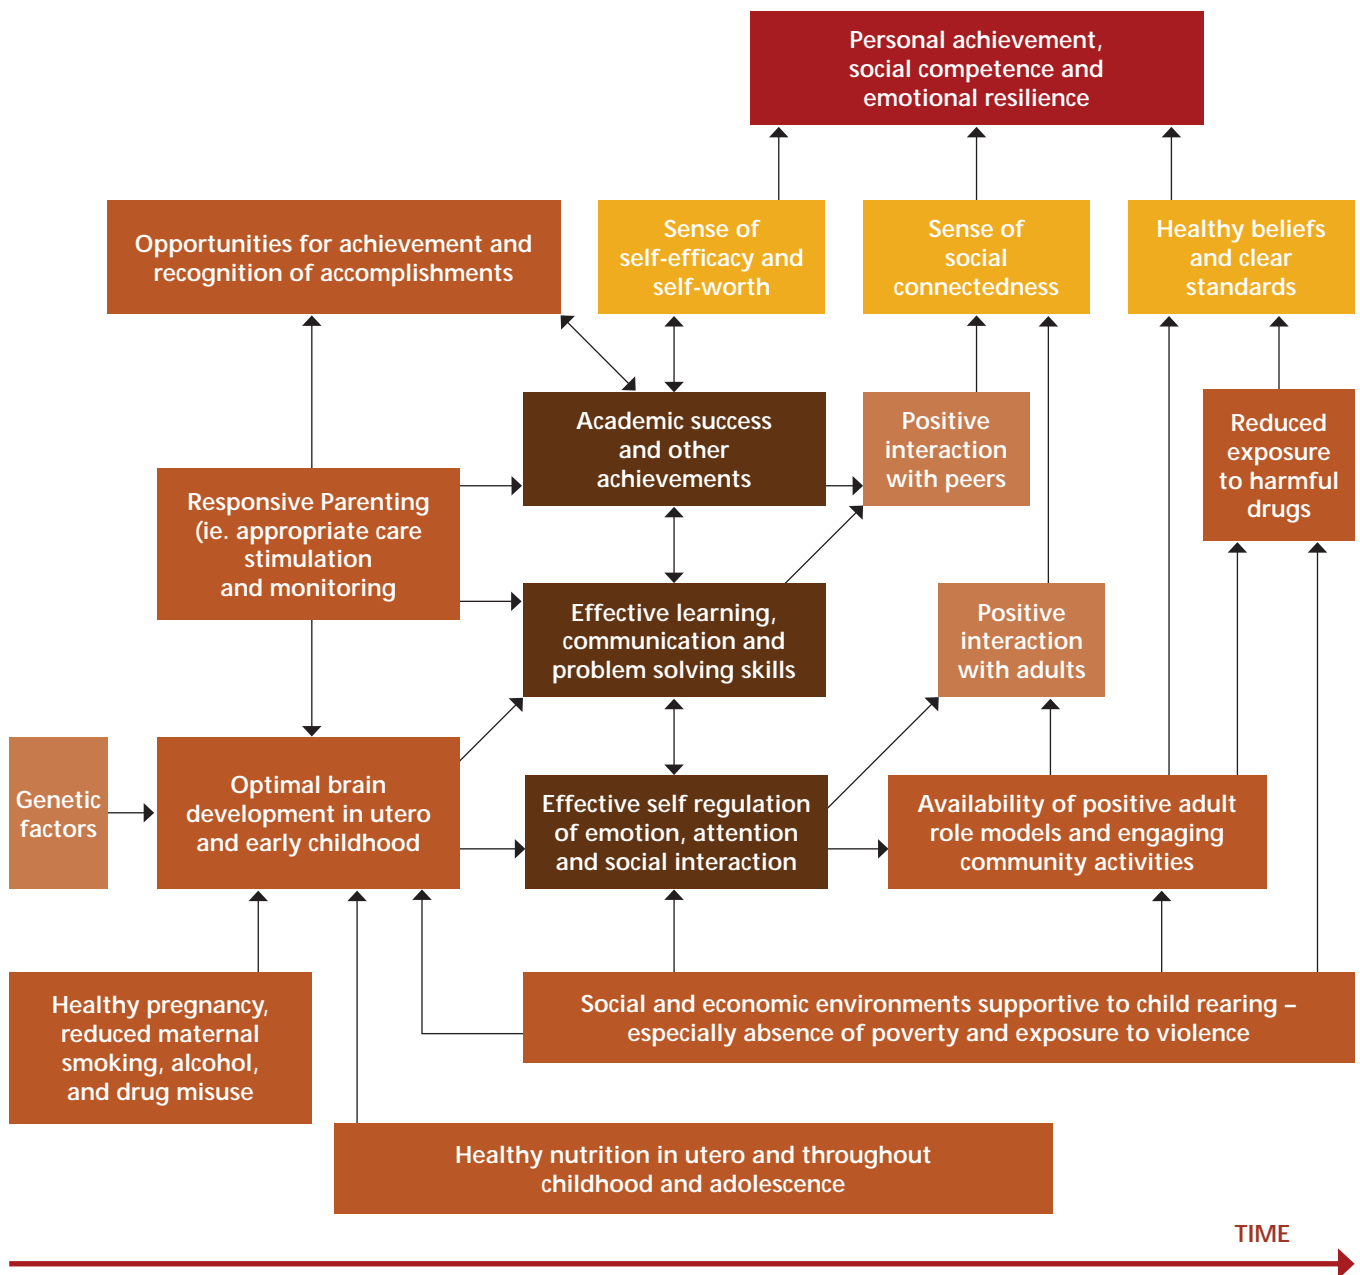 Personal achievement,
social competence and
emotional resilience
Opportunities for achievement and
recognition of accomplishments
Sense of
self-efficacy and
self-worth
Sense of
social
connectedness
Healthy beliefs
and clear
standards
Academic success
and other
achievements
Positive
interaction
with peers
Reduced
exposure
to harmful
drugs
Responsive Parenting
(ie. appropriate care
stimulation
and monitoring
Effective learning,
communication and
problem solving skills
Positive
interaction
with adults
Genetic
factors
Optimal brain
development in utero
and early childhood
Effective self regulation
of emotion, attention
and social interaction
Availability of positive adult
role models and engaging
community activities
Healthy pregnancy,
reduced maternal
smoking, alcohol,
and drug misuse
Social and economic environments supportive to child rearing –
especially absence of poverty and exposure to violence
Healthy nutrition in utero and throughout
childhood and adolescence
TIME